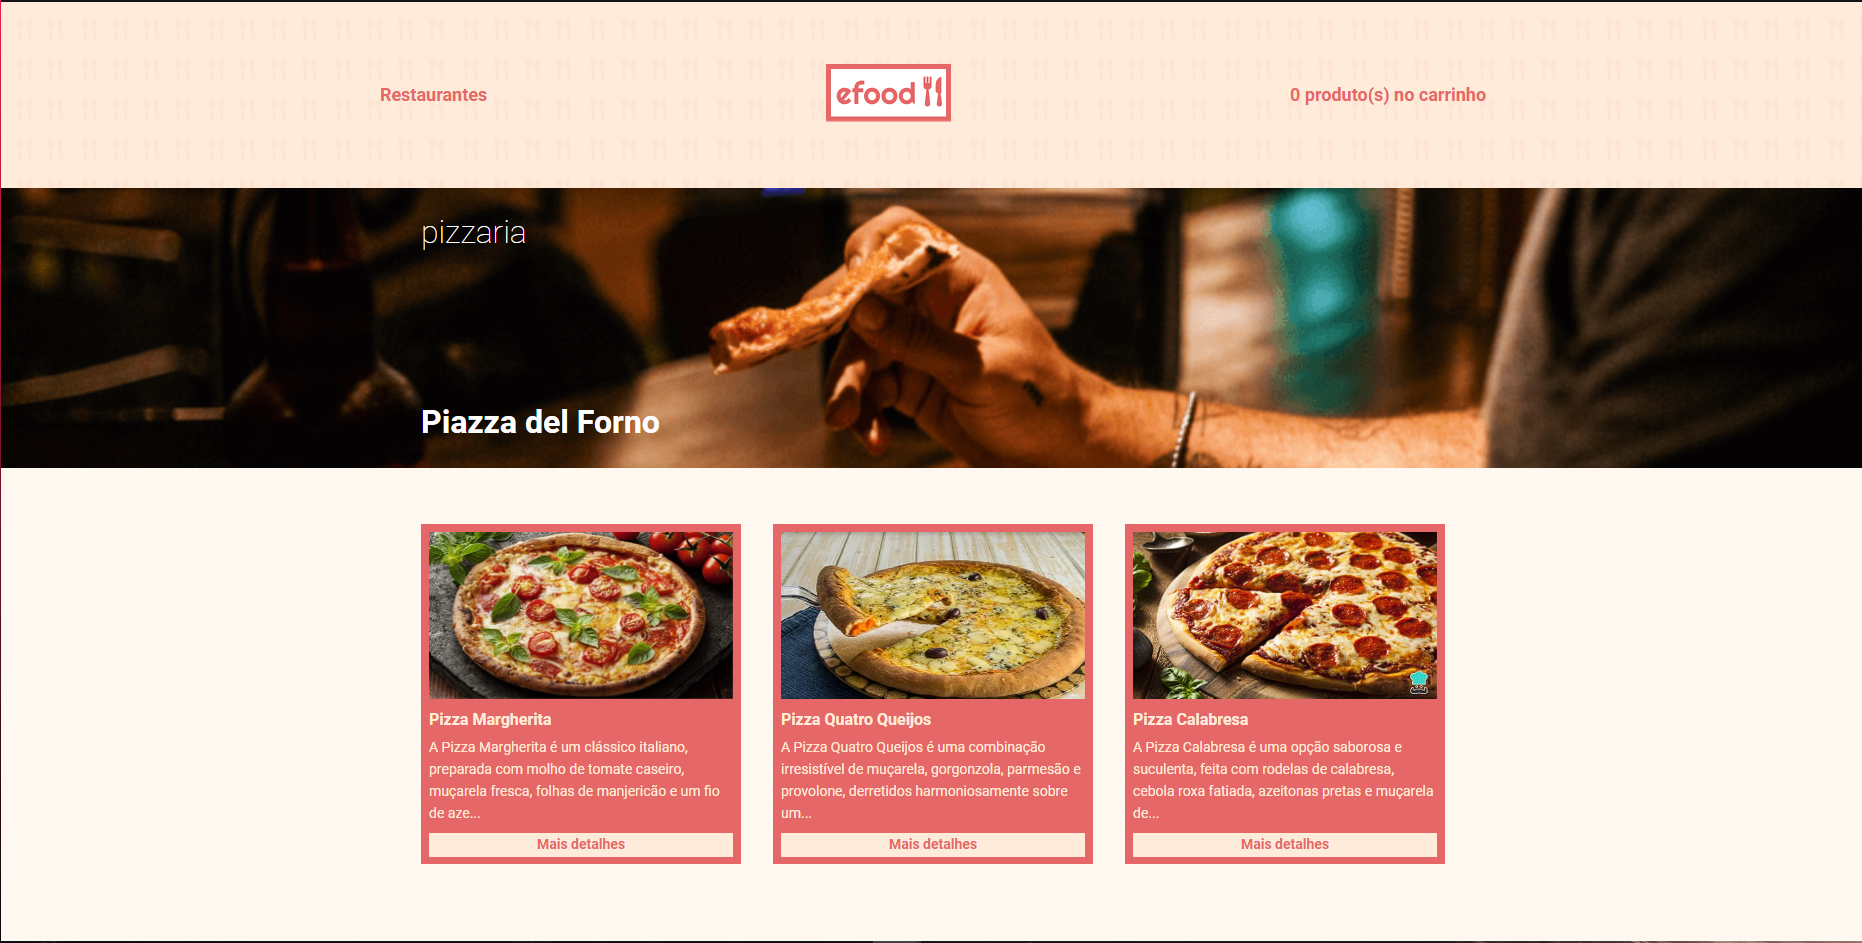 Restaurantes
efood
0 produto(s) no carrinho
pizzaria
Piazza del Forno
Pizza Margherita
A Pizza Margherita é um clássico italiano,
preparada com molho de tomate caseiro,
muçarela fresca, folhas de manjericão e um fio
de aze...
Mais detalhes
Pizza Quatro Queijos
A Pizza Quatro Queijos é uma combinação
irresistível de muçarela, gorgonzola, parmesão e
provolone, derretidos harmoniosamente sobre
um...
Mais detalhes
Pizza Calabresa
A Pizza Calabresa é uma opção saborosa e
suculenta, feita com rodelas de calabresa,
cebola roxa fatiada, azeitonas pretas e muçarela
de...
Mais detalhes